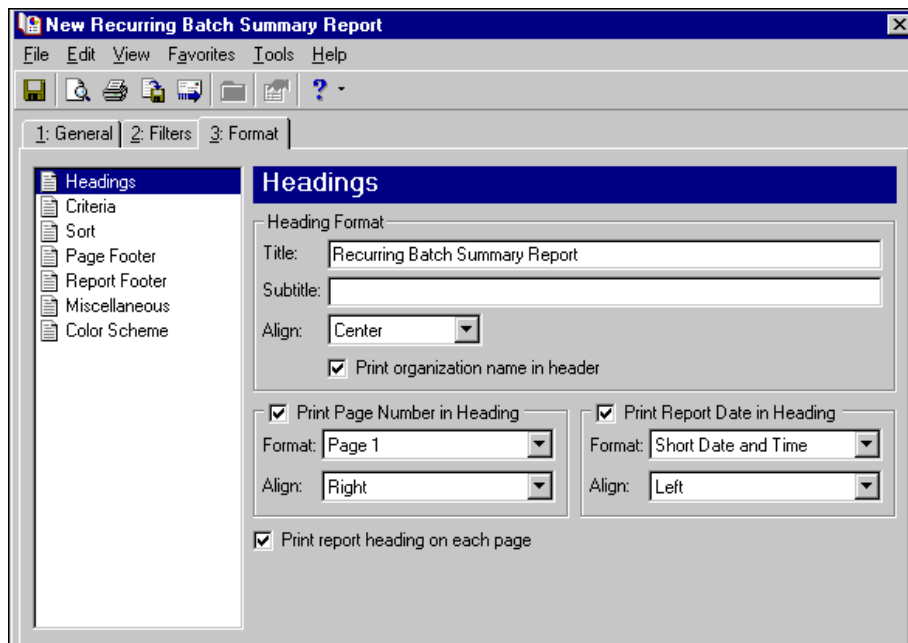 New Recurring Batch Summary Report
File Edit View Favorites Tools Help
?
1: General 2: Filters 3: Format
Headings
Criteria
Sort
Page Footer
Report Footer
Miscellaneous
Color Scheme
Headings
Heading Format
Title: Recurring Batch Summary Report
Subtitle:
Align: Center
Print organization name in header
Print Page Number in Heading
Format: Page 1
Align: Right
Print Report Date in Heading
Format: Short Date and Time
Align: Left
Print report heading on each page